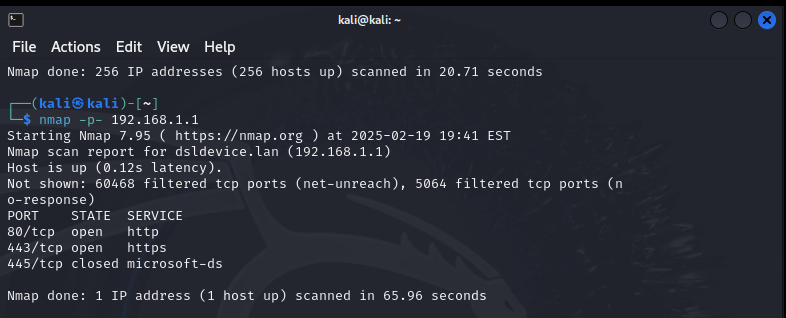 kali@kali: ~
File Actions Edit View Help
Nmap done: 256 IP addresses (256 hosts up) scanned in 20.71 seconds
┌──(kali㉿kali)-[~]
└─$ nmap -p- 192.168.1.1
Starting Nmap 7.95 ( https://nmap.org ) at 2025-02-19 19:41 EST
Nmap scan report for dsldevice.lan (192.168.1.1)
Host is up (0.12s latency).
Not shown: 60468 filtered tcp ports (net-unreach), 5064 filtered tcp ports (n
o-response)
PORT    STATE  SERVICE
80/tcp  open   http
443/tcp open   https
445/tcp closed microsoft-ds
Nmap done: 1 IP address (1 host up) scanned in 65.96 seconds